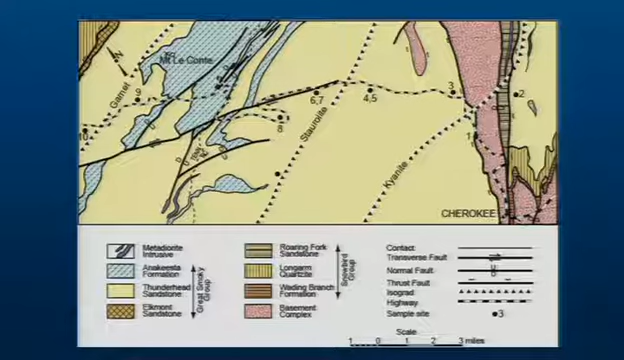 N
Mt Le Conte
Garnet
9
10
6,7
4,5
3
2
8
1
Staurolite
Kyanite
CHEROKEE
Metadiorite
Intrusive
Anakeesta
Formation
Thunderhead
Sandstone
Elkmont
Sandstone
Great Smoky
Group
Roaring Fork
Sandstone
Longarm
Quartzite
Wading Branch
Formation
Basement
Complex
Snowbird
Group
Contact
Transverse Fault
Normal Fault
U
D
Thrust Fault
Isograd
Highway
Sample site
3
Scale
1 0 1 2 3 miles